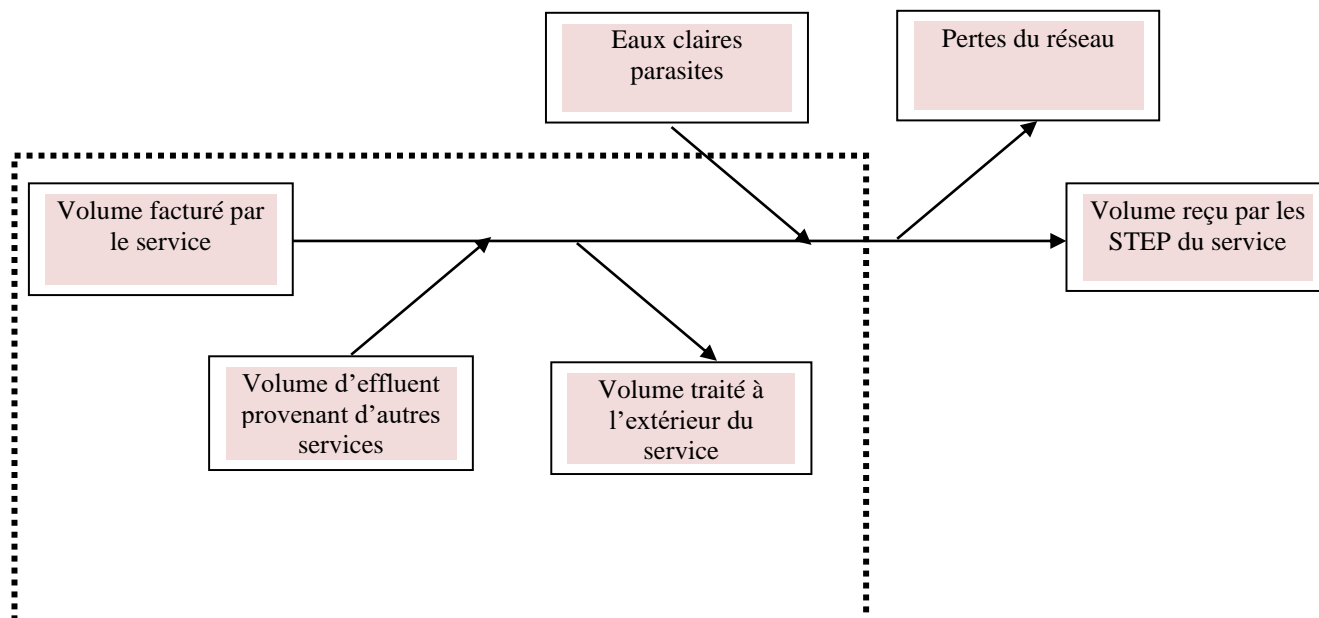 Eaux claires
parasites
Pertes du réseau
Volume facturé par
le service
Volume reçu par les
STEP du service
Volume d’effluent
provenant d’autres
services
Volume traité à
l’extérieur du
service